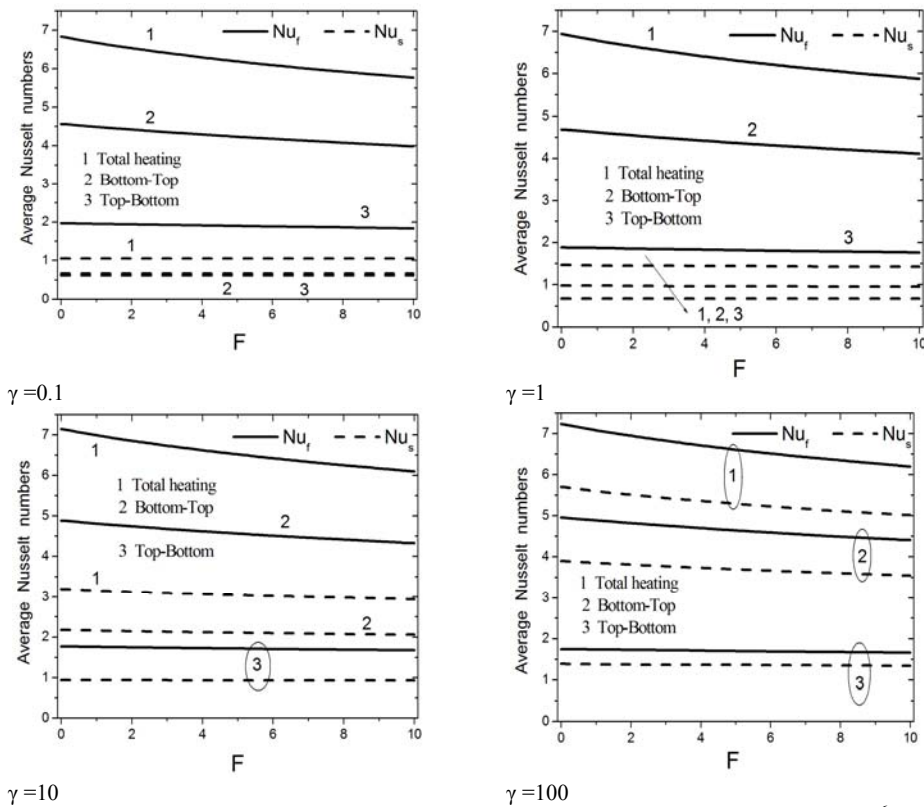 Average Nusselt numbers
7
6
5
4
3
2
1
0
1
Nu_f
Nu_s
2
1 Total heating
2 Bottom-Top
3 Top-Bottom
3
1
2
3
0 2 4 6 8 10
F
γ =0.1
Average Nusselt numbers
7
6
5
4
3
2
1
0
1
Nu_f
Nu_s
2
1 Total heating
2 Bottom-Top
3 Top-Bottom
3
1, 2, 3
0 2 4 6 8 10
F
γ =1
Average Nusselt numbers
7
6
5
4
3
2
1
0
Nu_f
Nu_s
1
1 Total heating
2 Bottom-Top
2
3 Top-Bottom
1
2
3
0 2 4 6 8 10
F
γ =10
Average Nusselt numbers
7
6
5
4
3
2
1
0
Nu_f
Nu_s
1
2
1 Total heating
2 Bottom-Top
3 Top-Bottom
3
0 2 4 6 8 10
F
γ =100